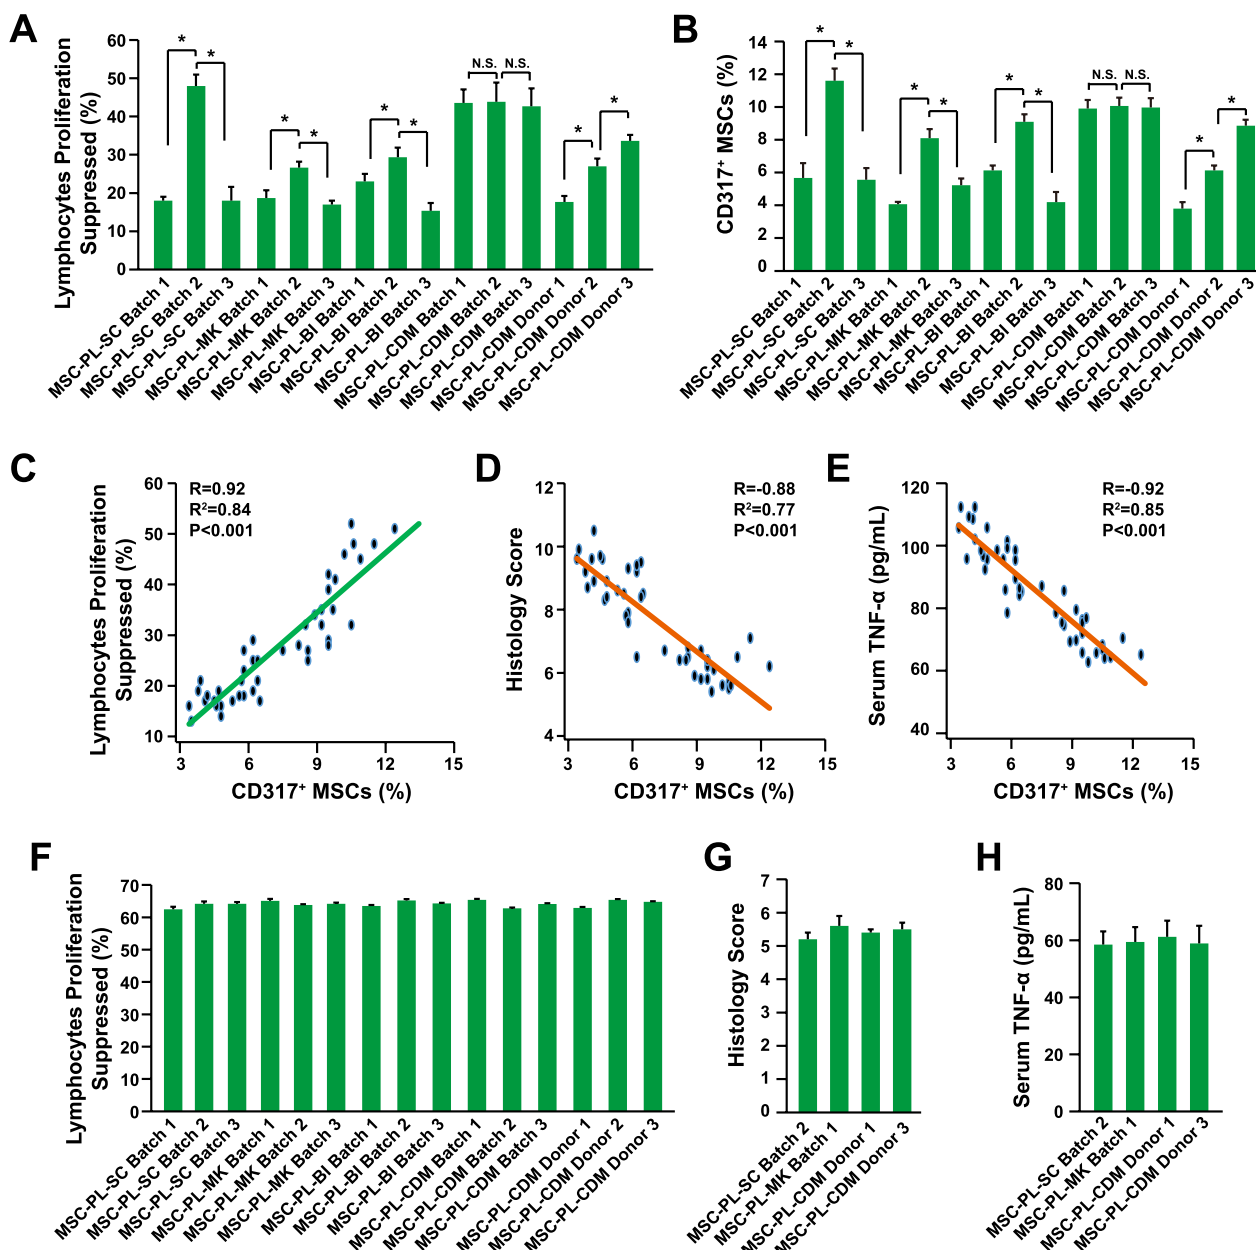 A
Lymphocytes Proliferation
Suppressed (%)
60
50
40
30
20
10
0
*
*
*
*
*
*
N.S.
N.S.
*
*
MSC-PL-SC Batch 1
MSC-PL-SC Batch 2
MSC-PL-SC Batch 3
MSC-PL-MK Batch 1
MSC-PL-MK Batch 2
MSC-PL-MK Batch 3
MSC-PL-BI Batch 1
MSC-PL-BI Batch 2
MSC-PL-BI Batch 3
MSC-PL-CDM Batch 1
MSC-PL-CDM Batch 2
MSC-PL-CDM Batch 3
MSC-PL-CDM Donor 1
MSC-PL-CDM Donor 2
MSC-PL-CDM Donor 3
B
CD317⁺ MSCs (%)
14
12
10
8
6
4
2
0
*
*
*
*
*
*
N.S.
N.S.
*
*
MSC-PL-SC Batch 1
MSC-PL-SC Batch 2
MSC-PL-SC Batch 3
MSC-PL-MK Batch 1
MSC-PL-MK Batch 2
MSC-PL-MK Batch 3
MSC-PL-BI Batch 1
MSC-PL-BI Batch 2
MSC-PL-BI Batch 3
MSC-PL-CDM Batch 1
MSC-PL-CDM Batch 2
MSC-PL-CDM Batch 3
MSC-PL-CDM Donor 1
MSC-PL-CDM Donor 2
MSC-PL-CDM Donor 3
C
Lymphocytes Proliferation
Suppressed (%)
60
50
40
30
20
10
R=0.92
R²=0.84
P<0.001
3 6 9 12 15
CD317⁺ MSCs (%)
D
Histology Score
12
10
8
6
4
R=-0.88
R²=0.77
P<0.001
3 6 9 12 15
CD317⁺ MSCs (%)
E
Serum TNF-α (pg/mL)
120
100
80
60
40
R=-0.92
R²=0.85
P<0.001
3 6 9 12 15
CD317⁺ MSCs (%)
F
Lymphocytes Proliferation
Suppressed (%)
70
60
50
40
30
20
10
0
MSC-PL-SC Batch 1
MSC-PL-SC Batch 2
MSC-PL-SC Batch 3
MSC-PL-MK Batch 1
MSC-PL-MK Batch 2
MSC-PL-MK Batch 3
MSC-PL-BI Batch 1
MSC-PL-BI Batch 2
MSC-PL-BI Batch 3
MSC-PL-CDM Batch 1
MSC-PL-CDM Batch 2
MSC-PL-CDM Batch 3
MSC-PL-CDM Donor 1
MSC-PL-CDM Donor 2
MSC-PL-CDM Donor 3
G
Histology Score
7
6
5
4
3
2
1
0
MSC-PL-SC Batch 2
MSC-PL-MK Batch 1
MSC-PL-CDM Donor 1
MSC-PL-CDM Donor 3
H
Serum TNF-α (pg/mL)
80
60
40
20
0
MSC-PL-SC Batch 2
MSC-PL-MK Batch 1
MSC-PL-CDM Donor 1
MSC-PL-CDM Donor 3